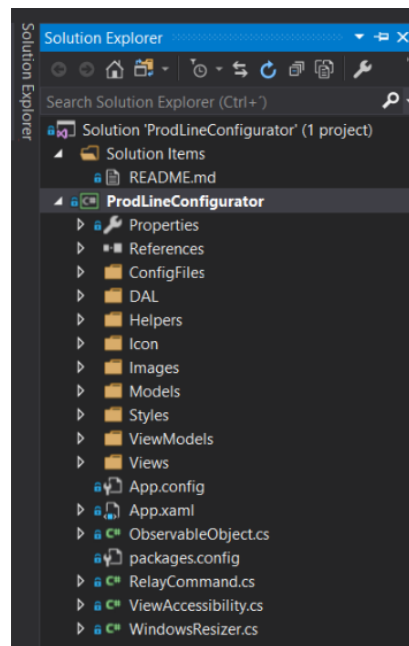 Solution Explorer
Solution Explorer
Search Solution Explorer (Ctrl+¨)
Solution 'ProdLineConfigurator' (1 project)
Solution Items
README.md
C# ProdLineConfigurator
Properties
References
ConfigFiles
DAL
Helpers
Icon
Images
Models
Styles
ViewModels
Views
App.config
App.xaml
C# ObservableObject.cs
packages.config
C# RelayCommand.cs
C# ViewAccessibility.cs
C# WindowsResizer.cs